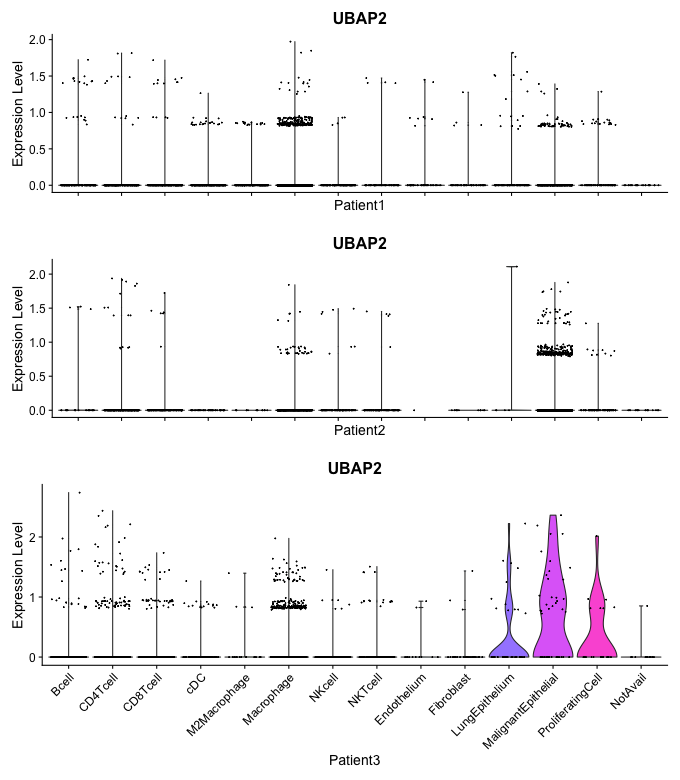 UBAP2
Expression Level
2.0
1.5
1.0
0.5
0.0
Patient1
UBAP2
Expression Level
2.0
1.5
1.0
0.5
0.0
Patient2
UBAP2
Expression Level
2
1
0
Bcell
CD4Tcell
CD8Tcell
cDC
M2Macrophage
Macrophage
NKcell
NKTcell
Endothelium
Fibroblast
LungEpithelium
MalignantEpithelial
ProliferatingCell
NotAvail
Patient3